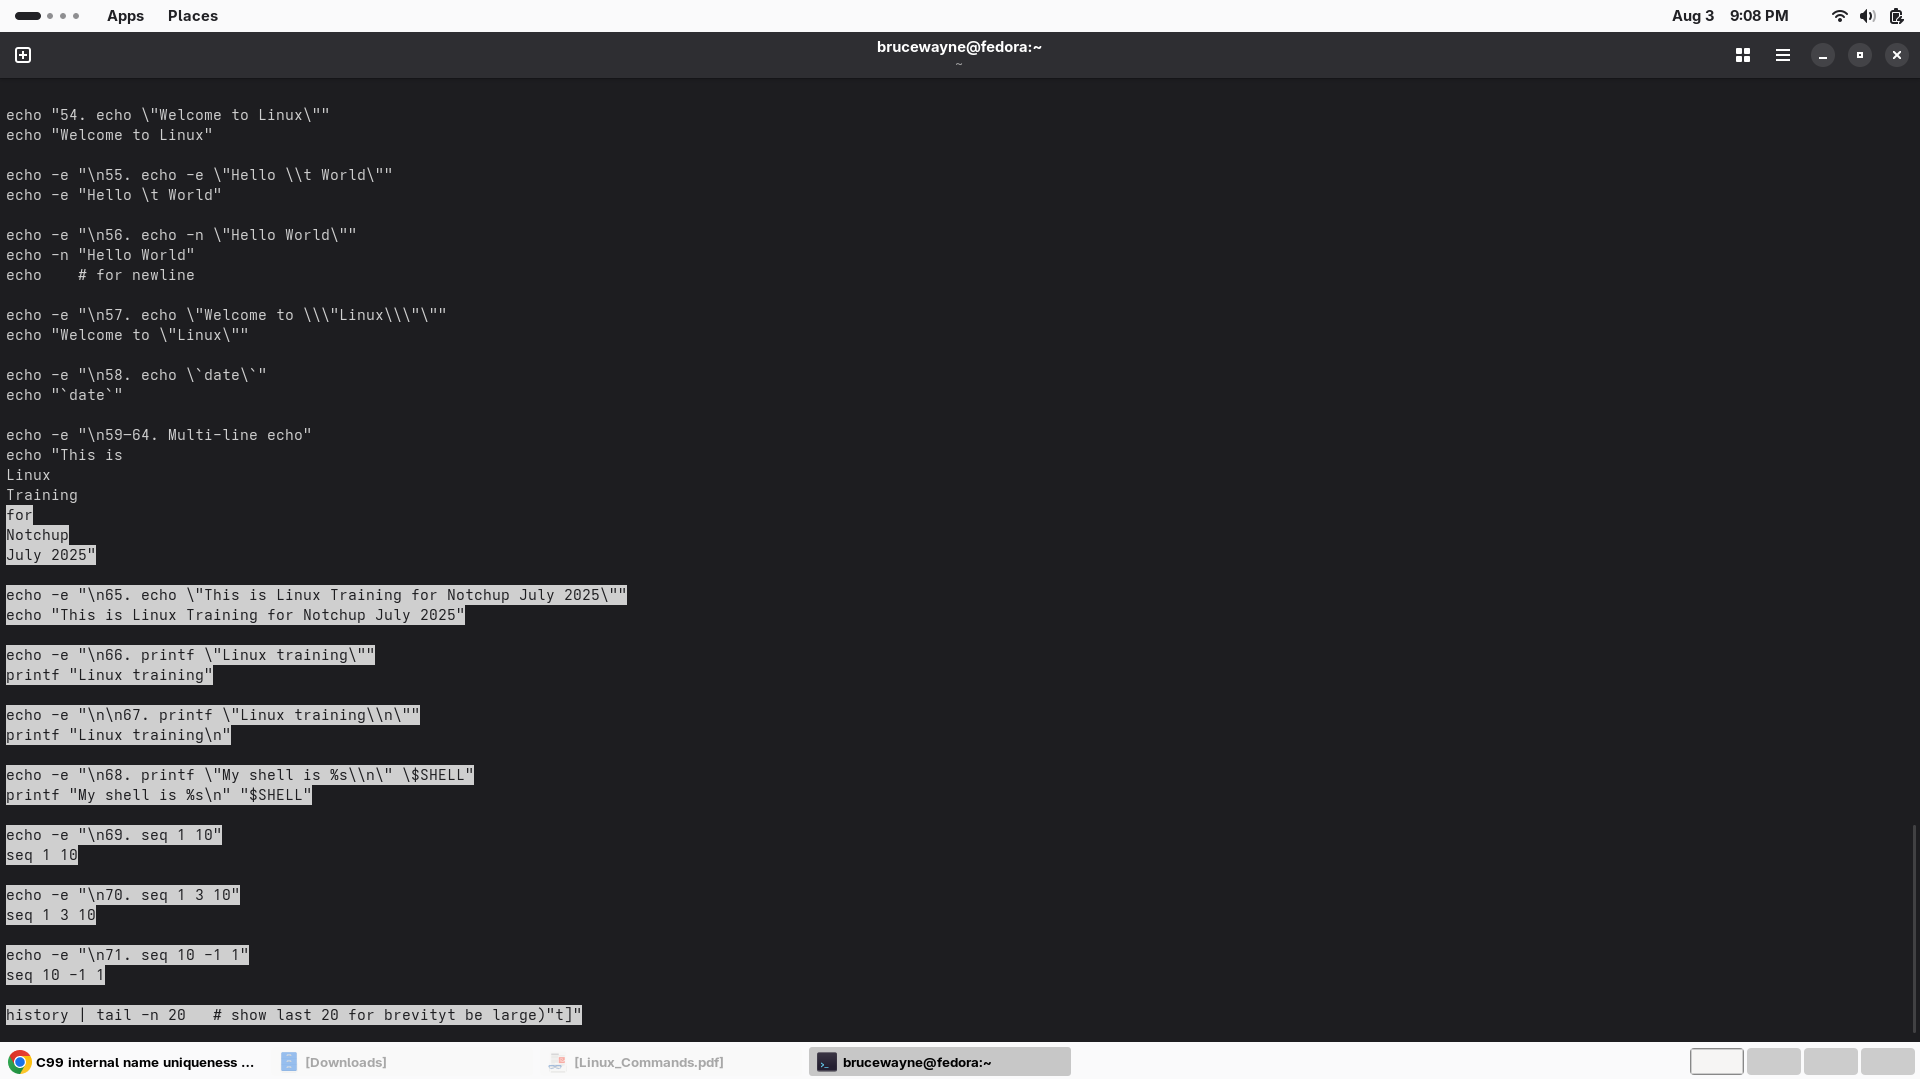 Apps Places Aug 3 9:08 PM
brucewayne@fedora:~
~
echo "54. echo \"Welcome to Linux\""
echo "Welcome to Linux"
echo -e "\n55. echo -e \"Hello \\t World\""
echo -e "Hello \t World"
echo -e "\n56. echo -n \"Hello World\""
echo -n "Hello World"
echo    # for newline
echo -e "\n57. echo \"Welcome to \\\"Linux\\\"\""
echo "Welcome to \"Linux\""
echo -e "\n58. echo \`date\`"
echo "`date`"
echo -e "\n59–64. Multi-line echo"
echo "This is
Linux
Training
for
Notchup
July 2025"
echo -e "\n65. echo \"This is Linux Training for Notchup July 2025\""
echo "This is Linux Training for Notchup July 2025"
echo -e "\n66. printf \"Linux training\""
printf "Linux training"
echo -e "\n\n67. printf \"Linux training\\n\""
printf "Linux training\n"
echo -e "\n68. printf \"My shell is %s\\n\" \$SHELL"
printf "My shell is %s\n" "$SHELL"
echo -e "\n69. seq 1 10"
seq 1 10
echo -e "\n70. seq 1 3 10"
seq 1 3 10
echo -e "\n71. seq 10 -1 1"
seq 10 -1 1
history | tail -n 20   # show last 20 for brevityt be large)"t]"
C99 internal name uniqueness ... [Downloads] [Linux_Commands.pdf] brucewayne@fedora:~